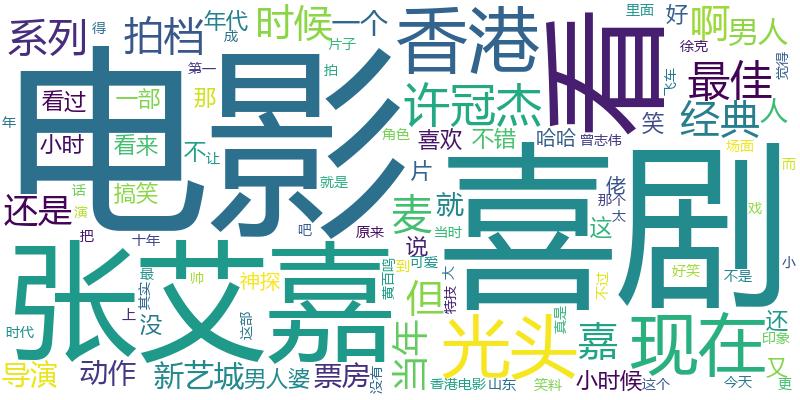 系列
拍档
年代
成
得
时候
一个
片子
第一
拍
香港
看
里面
好
徐克
啊
男人
觉得
飞车
电影
看过
一部
那
年
小时
看来
不
让
搞笑
还是
话
演
把
十年
就是
吧
原来
角色
许冠杰
喜欢
不错
哈哈
曾志伟
笑
最佳
经典
人
场面
而
片
麦
就
说
当时
佬
那个
太
这
戏
喜剧
张艾嘉
上
其实
最
没
帅
神探
这部
黄百鸣
到
可爱
大
特技
但
不过
真是
好笑
不是
小
还
印象
时代
导演
动作
新艺城
男人婆
票房
没有
当年
光头
嘉
现在
又
更
香港电影
山东
笑料
小时候
这个
今天